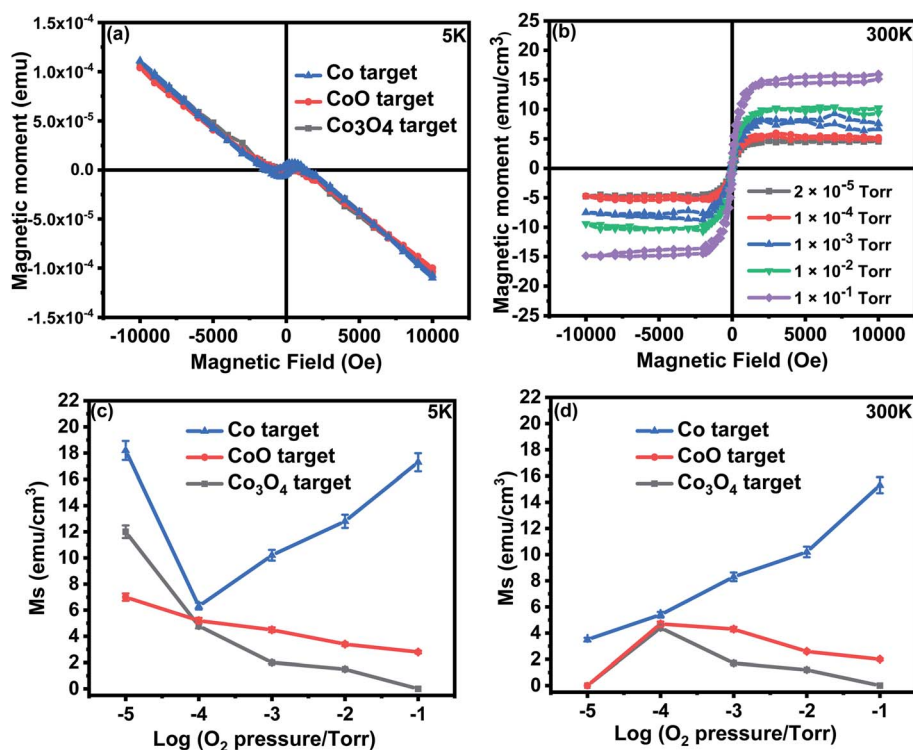 (a)
5K
Co target
CoO target
Co₃O₄ target
1.5x10⁻⁴
1.0x10⁻⁴
5.0x10⁻⁵
0.0
-5.0x10⁻⁵
-1.0x10⁻⁴
-1.5x10⁻⁴
Magnetic moment (emu)
-10000 -5000 0 5000 10000
Magnetic Field (Oe)
(b)
300K
25
20
15
10
5
0
-5
-10
-15
-20
-25
Magnetic moment (emu/cm³)
2 × 10⁻⁵ Torr
1 × 10⁻⁴ Torr
1 × 10⁻³ Torr
1 × 10⁻² Torr
1 × 10⁻¹ Torr
-10000 -5000 0 5000 10000
Magnetic Field (Oe)
(c)
5K
Co target
CoO target
Co₃O₄ target
22
20
18
16
14
12
10
8
6
4
2
0
Ms (emu/cm³)
-5 -4 -3 -2 -1
Log (O₂ pressure/Torr)
(d)
300K
Co target
CoO target
Co₃O₄ target
22
20
18
16
14
12
10
8
6
4
2
0
Ms (emu/cm³)
-5 -4 -3 -2 -1
Log (O₂ pressure/Torr)